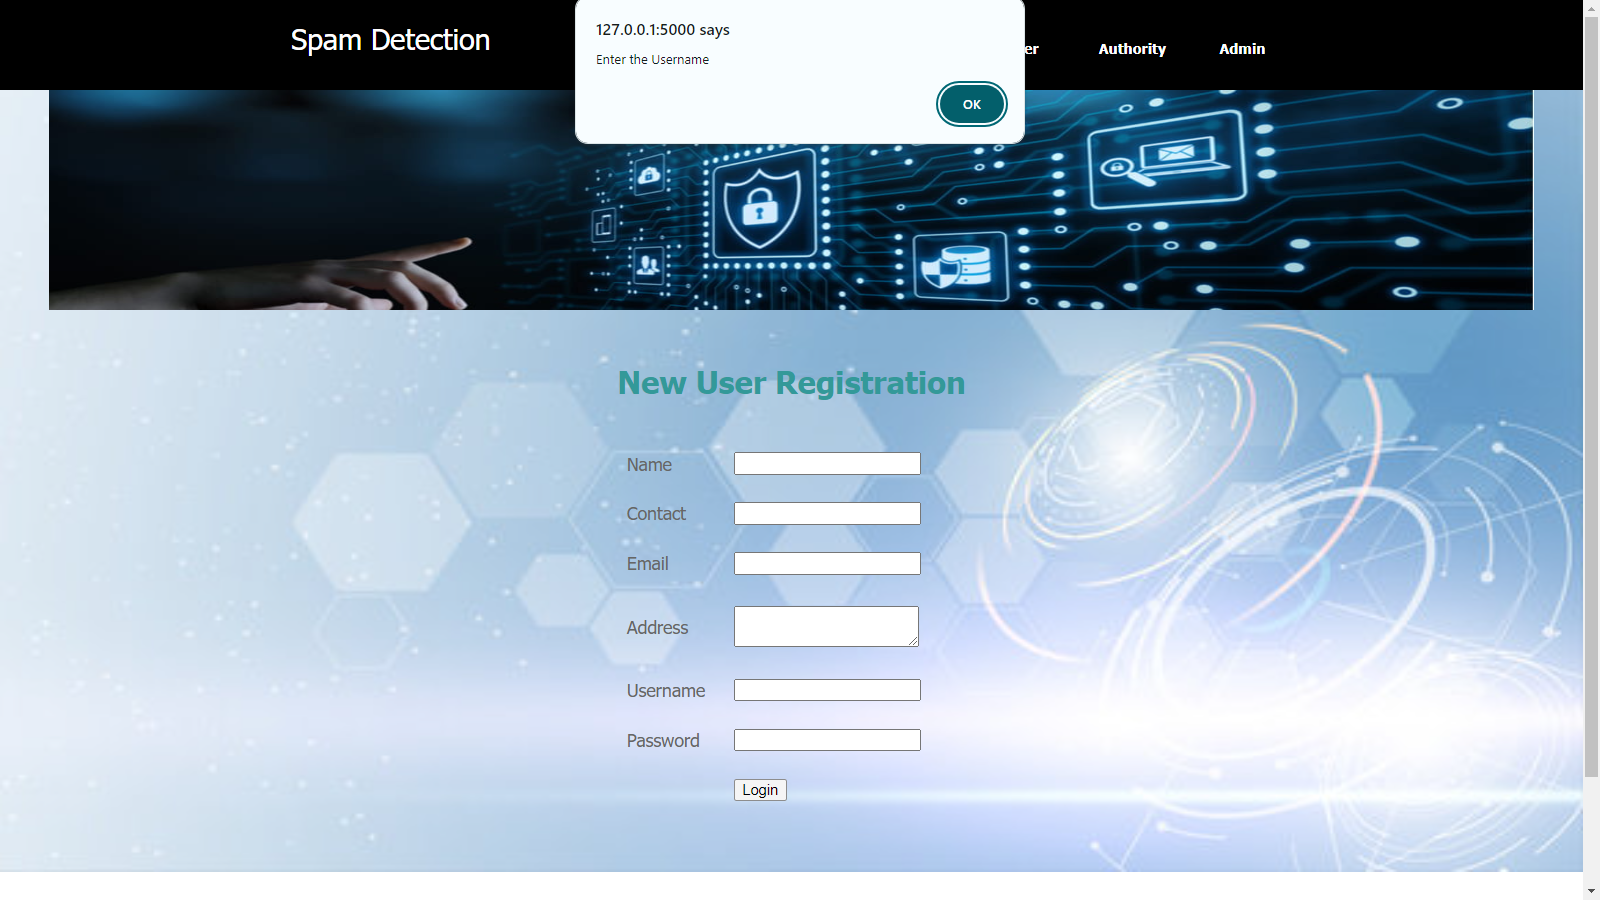 127.0.0.1:5000 says
Enter the Username
OK
Spam Detection
Authority
Admin
New User Registration
Name
Contact
Email
Address
Username
Password
Login